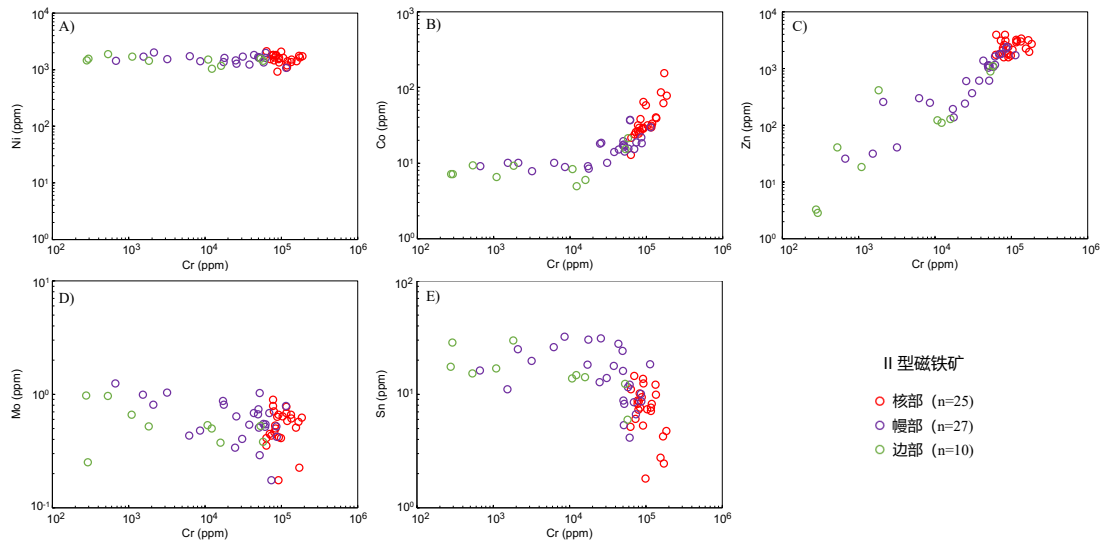 A)
10⁴
10³
10²
10¹
10⁰
Ni (ppm)
10² 10³ 10⁴ 10⁵ 10⁶
Cr (ppm)
B)
10³
10²
10¹
10⁰
Co (ppm)
10² 10³ 10⁴ 10⁵ 10⁶
Cr (ppm)
C)
10⁴
10³
10²
10¹
10⁰
Zn (ppm)
10² 10³ 10⁴ 10⁵ 10⁶
Cr (ppm)
D)
10¹
10⁰
10⁻¹
Mo (ppm)
10² 10³ 10⁴ 10⁵ 10⁶
Cr (ppm)
E)
10²
10¹
10⁰
Sn (ppm)
10² 10³ 10⁴ 10⁵ 10⁶
Cr (ppm)
II 型磁铁矿
核部（n=25)
幔部（n=27)
边部（n=10)